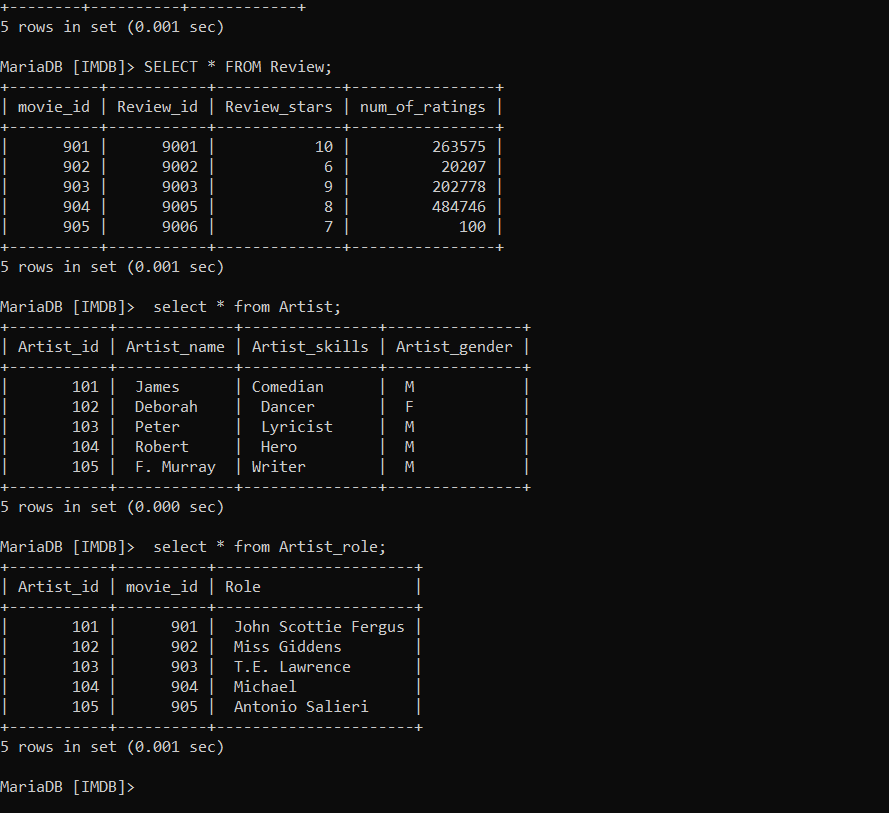 +--------+----------+------------+
5 rows in set (0.001 sec)

MariaDB [IMDB]> SELECT * FROM Review;
+----------+-----------+--------------+----------------+
| movie_id | Review_id | Review_stars | num_of_ratings |
+----------+-----------+--------------+----------------+
|      901 |      9001 |           10 |         263575 |
|      902 |      9002 |            6 |          20207 |
|      903 |      9003 |            9 |         202778 |
|      904 |      9005 |            8 |         484746 |
|      905 |      9006 |            7 |            100 |
+----------+-----------+--------------+----------------+
5 rows in set (0.001 sec)

MariaDB [IMDB]>  select * from Artist;
+-----------+-------------+---------------+---------------+
| Artist_id | Artist_name | Artist_skills | Artist_gender |
+-----------+-------------+---------------+---------------+
|       101 |  James      | Comedian      |  M            |
|       102 |  Deborah    |  Dancer       |  F            |
|       103 |  Peter      |  Lyricist     |  M            |
|       104 |  Robert     |  Hero         |  M            |
|       105 |  F. Murray  | Writer        |  M            |
+-----------+-------------+---------------+---------------+
5 rows in set (0.000 sec)

MariaDB [IMDB]>  select * from Artist_role;
+-----------+----------+----------------------+
| Artist_id | movie_id | Role                 |
+-----------+----------+----------------------+
|       101 |      901 |  John Scottie Fergus |
|       102 |      902 |  Miss Giddens        |
|       103 |      903 |  T.E. Lawrence       |
|       104 |      904 |  Michael             |
|       105 |      905 |  Antonio Salieri     |
+-----------+----------+----------------------+
5 rows in set (0.001 sec)

MariaDB [IMDB]>